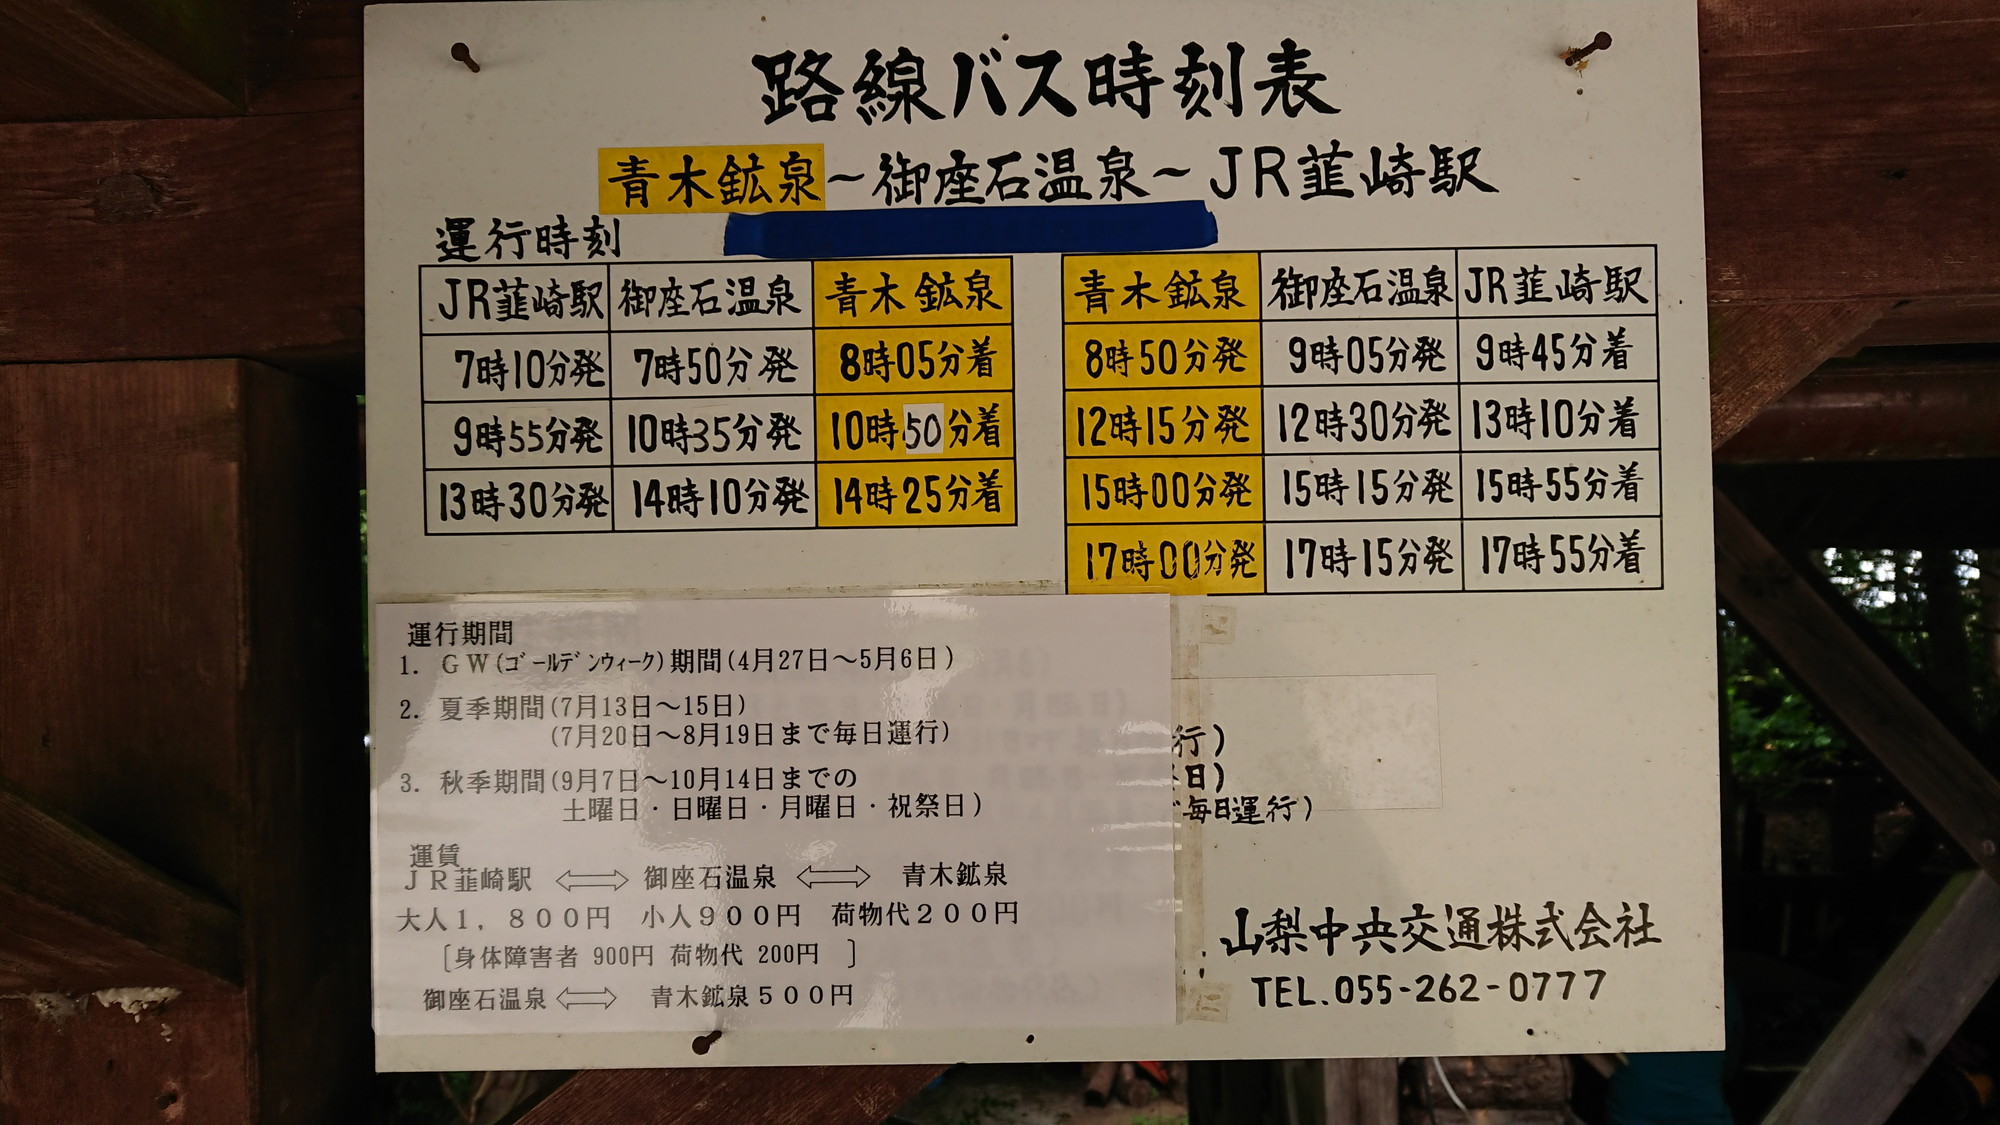 路線バス時刻表
青木鉱泉～御座石温泉～JR韮崎駅
運行時刻
JR韮崎駅 御座石温泉 青木鉱泉
7時10分発 7時50分発 8時05分着
9時55分発 10時35分発 10時50分着
13時30分発 14時10分発 14時25分着
青木鉱泉 御座石温泉 JR韮崎駅
8時50分発 9時05分発 9時45分着
12時15分発 12時30分発 13時10分着
15時00分発 15時15分発 15時55分着
17時00分発 17時15分発 17時55分着
運行期間
1. GW(ｺﾞｰﾙﾃﾞﾝｳｨｰｸ)期間(4月27日～5月6日)
2. 夏季期間(7月13日～15日)
(7月20日～8月19日まで毎日運行)
3. 秋季期間(9月7日～10月14日までの
土曜日・日曜日・月曜日・祝祭日)
運賃
ＪＲ韮崎駅 ⇔ 御座石温泉 ⇔ 青木鉱泉
大人１，８００円 小人９００円 荷物代２００円
[身体障害者 900円 荷物代 200円 ]
御座石温泉 ⇔ 青木鉱泉５００円
行)
日)
毎日運行)
山梨中央交通株式会社
TEL.055-262-0777